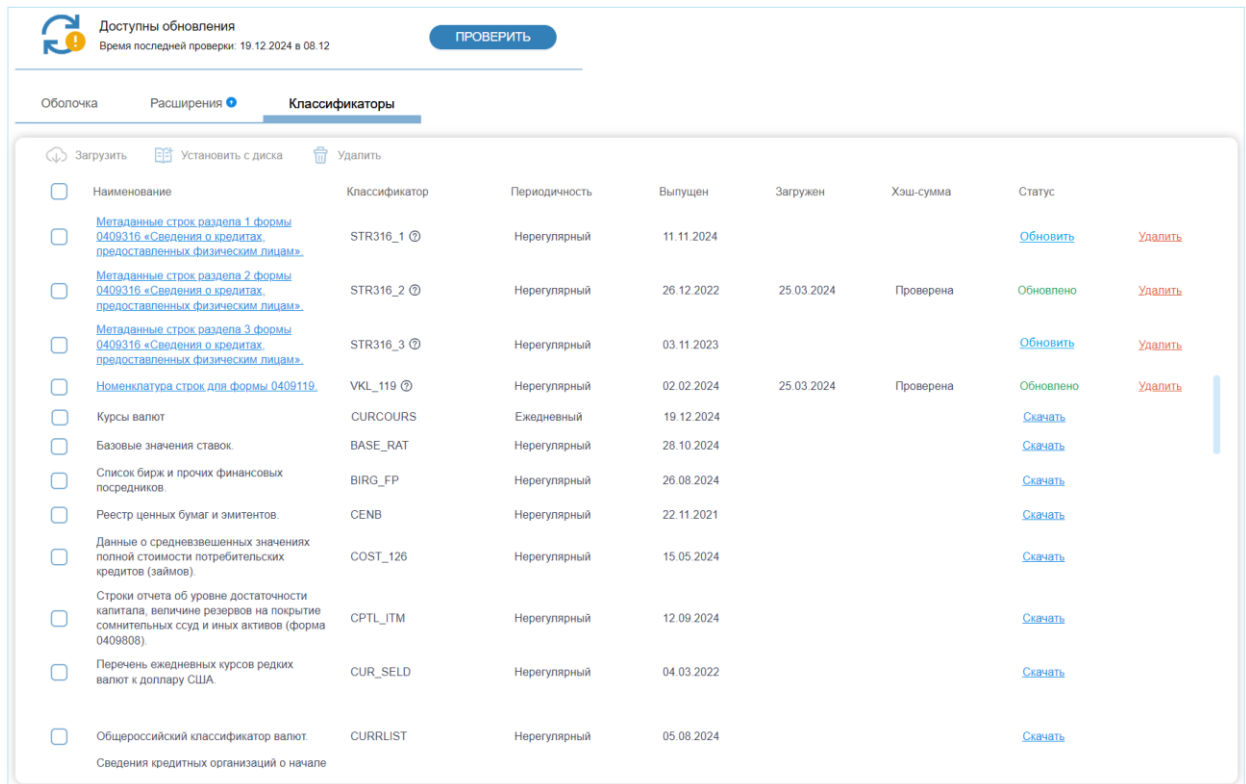 Доступны обновления
Время последней проверки: 19.12.2024 в 08.12
ПРОВЕРИТЬ
Оболочка Расширения Классификаторы
Загрузить Установить с диска Удалить
Наименование Классификатор Периодичность Выпущен Загружен Хэш-сумма Статус
Метаданные строк раздела 1 формы
0409316 «Сведения о кредитах,
предоставленных физическим лицам».
STR316_1 Нерегулярный 11.11.2024 Обновить Удалить
Метаданные строк раздела 2 формы
0409316 «Сведения о кредитах,
предоставленных физическим лицам».
STR316_2 Нерегулярный 26.12.2022 25.03.2024 Проверена Обновлено Удалить
Метаданные строк раздела 3 формы
0409316 «Сведения о кредитах,
предоставленных физическим лицам».
STR316_3 Нерегулярный 03.11.2023 Обновить Удалить
Номенклатура строк для формы 0409119. VKL_119 Нерегулярный 02.02.2024 25.03.2024 Проверена Обновлено Удалить
Курсы валют CURCOURS Ежедневный 19.12.2024 Скачать
Базовые значения ставок. BASE_RAT Нерегулярный 28.10.2024 Скачать
Список бирж и прочих финансовых
посредников.
BIRG_FP Нерегулярный 26.08.2024 Скачать
Реестр ценных бумаг и эмитентов. CENB Нерегулярный 22.11.2021 Скачать
Данные о средневзвешенных значениях
полной стоимости потребительских
кредитов (займов).
COST_126 Нерегулярный 15.05.2024 Скачать
Строки отчета об уровне достаточности
капитала, величине резервов на покрытие
сомнительных ссуд и иных активов (форма
0409808).
CPTL_ITM Нерегулярный 12.09.2024 Скачать
Перечень ежедневных курсов редких
валют к доллару США.
CUR_SELD Нерегулярный 04.03.2022 Скачать
Общероссийский классификатор валют. CURRLIST Нерегулярный 05.08.2024 Скачать
Сведения кредитных организаций о начале